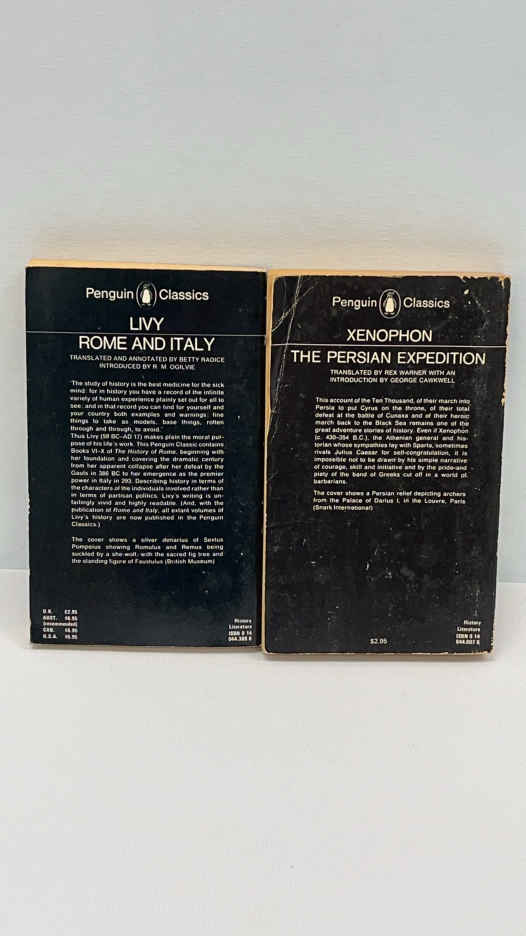 Penguin Classics
LIVY
ROME AND ITALY
TRANSLATED AND ANNOTATED BY BETTY RADICE
INTRODUCED BY R. M. OGILVIE
'The study of history is the best medicine for the sick
mind: for in history you have a record of the infinite
variety of human experience plainly set out for all to
see: and in that record you can find for yourself and
your country both examples and warnings: fine
things to take as models, base things, rotten
through and through, to avoid.'
Thus Livy (59 BC–AD 17) makes plain the moral pur-
pose of his life's work. This Penguin Classic contains
Books VI–X of The History of Rome, beginning with
her foundation and covering the dramatic century
from her apparent collapse after her defeat by the
Gauls in 386 BC to her emergence as the premier
power in Italy in 293. Describing history in terms of
the characters of the individuals involved rather than
in terms of partisan politics, Livy's writing is un-
failingly vivid and highly readable. (And, with the
publication of Rome and Italy, all extant volumes of
Livy's history are now published in the Penguin
Classics.)
The cover shows a silver denarius of Sextus
Pompeius showing Romulus and Remus being
suckled by a she-wolf, with the sacred fig tree and
the standing figure of Faustulus (British Museum)
U.K. £2.95
AUST. $6.95
(recommended)
CAN. $5.95
U.S.A. $5.95
History
Literature
ISBN 0 14
044.388 6
Penguin Classics
XENOPHON
THE PERSIAN EXPEDITION
TRANSLATED BY REX WARNER WITH AN
INTRODUCTION BY GEORGE CAWKWELL
This account of the Ten Thousand, of their march into
Persia to put Cyrus on the throne, of their total
defeat at the battle of Cunaxa and of their heroic
march back to the Black Sea remains one of the
great adventure stories of history. Even if Xenophon
(c. 430–354 B.C.), the Athenian general and his-
torian whose sympathies lay with Sparta, sometimes
rivals Julius Caesar for self-congratulation, it is
impossible not to be drawn by his simple narrative
of courage, skill and initiative and by the pride and
piety of the band of Greeks cut off in a world of
barbarians.
The cover shows a Persian relief depicting archers
from the Palace of Darius I, in the Louvre, Paris
(Snark International)
$2.95
History
Literature
ISBN 0 14
044.007 0